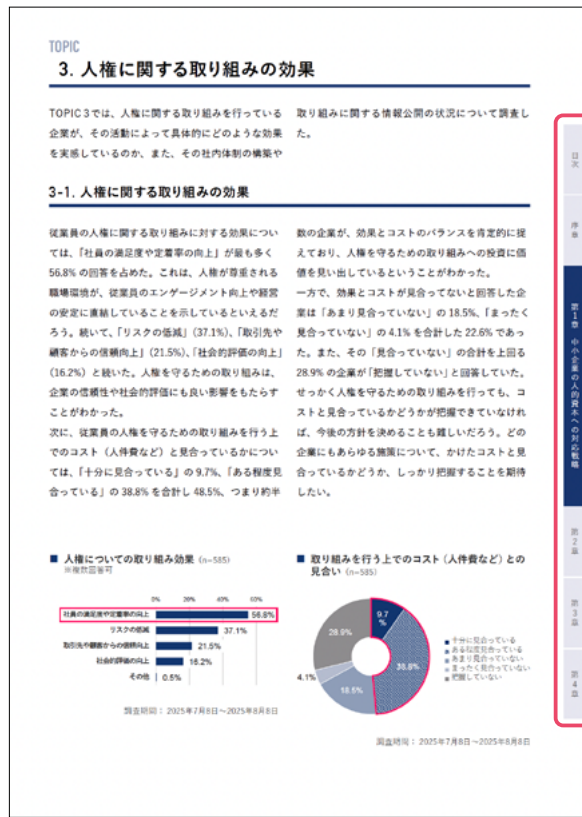 TOPIC
3. 人権に関する取り組みの効果
TOPIC 3では、人権に関する取り組みを行っている
企業が、その活動によって具体的にどのような効果
を実感しているのか、また、その社内体制の構築や
取り組みに関する情報公開の状況について調査し
た。
3-1. 人権に関する取り組みの効果
従業員の人権に関する取り組みに対する効果につい
ては、「社員の満足度や定着率の向上」が最も多く
56.8% の回答を占めた。これは、人権が尊重される
職場環境が、従業員のエンゲージメント向上や経営
の安定に直結していることを示しているといえるだ
ろう。続いて、「リスクの低減」（37.1%）、「取引先や
顧客からの信頼向上」（21.5%）、「社会的評価の向上」
（16.2%）と続いた。人権を守るための取り組みは、
企業の信頼性や社会的評価にも良い影響をもたらす
ことがわかった。
次に、従業員の人権を守るための取り組みを行う上
でのコスト（人件費など）と見合っているかについ
ては、「十分に見合っている」の 9.7%、「ある程度見
合っている」の 38.8% を合計し 48.5%、つまり約半
数の企業が、効果とコストのバランスを肯定的に捉
えており、人権を守るための取り組みへの投資に価
値を見い出しているということがわかった。
一方で、効果とコストが見合ってないと回答した企
業は「あまり見合っていない」の 18.5%、「まったく
見合っていない」の 4.1% を合計した 22.6% であっ
た。また、その「見合っていない」の合計を上回る
28.9% の企業が「把握していない」と回答していた。
せっかく人権を守るための取り組みを行っても、コ
ストと見合っているかどうかが把握できていなけれ
ば、今後の方針を決めることも難しいだろう。どの
企業にもあらゆる施策について、かけたコストと見
合っているかどうか、しっかり把握することを期待
したい。
■ 人権についての取り組み効果 (n=585)
※複数回答可
0% 20% 40% 60%
社員の満足度や定着率の向上 56.8%
リスクの低減 37.1%
取引先や顧客からの信頼向上 21.5%
社会的評価の向上 16.2%
その他 0.5%
調査時間：2025年7月8日～2025年8月8日
■ 取り組みを行う上でのコスト（人件費など）との
見合い (n=585)
9.7
%
38.8%
18.5%
4.1%
28.9%
十分に見合っている
ある程度見合っている
あまり見合っていない
まったく見合っていない
把握していない
調査時間：2025年7月8日～2025年8月8日
目次
序章
第1章 中小企業の人的資本への対応戦略
第2章
第3章
第4章